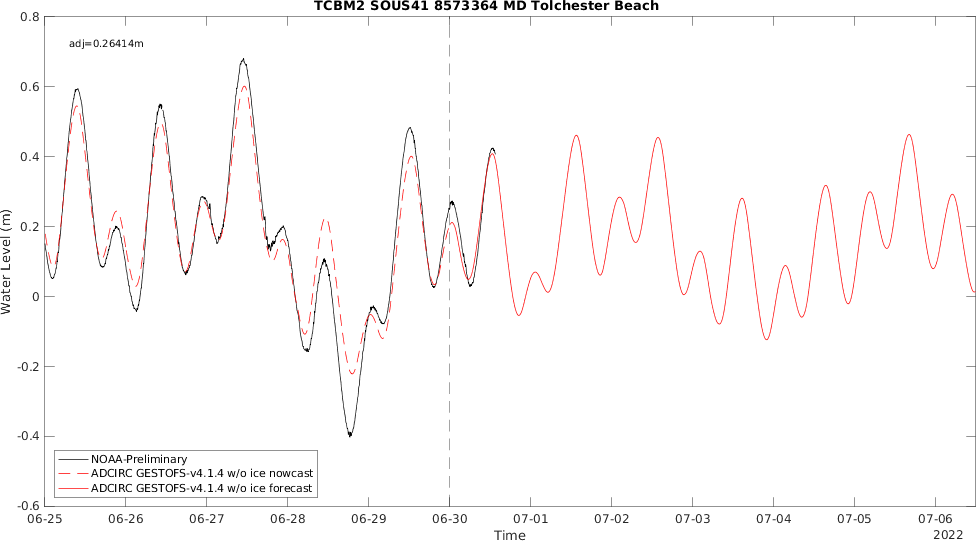 TCBM2 SOUS41 8573364 MD Tolchester Beach
adj=0.26414m
Water Level (m)
0.8
0.6
0.4
0.2
0
-0.2
-0.4
-0.6
NOAA-Preliminary
ADCIRC GESTOFS-v4.1.4 w/o ice nowcast
ADCIRC GESTOFS-v4.1.4 w/o ice forecast
06-25 06-26 06-27 06-28 06-29 06-30 07-01 07-02 07-03 07-04 07-05 07-06
Time
2022